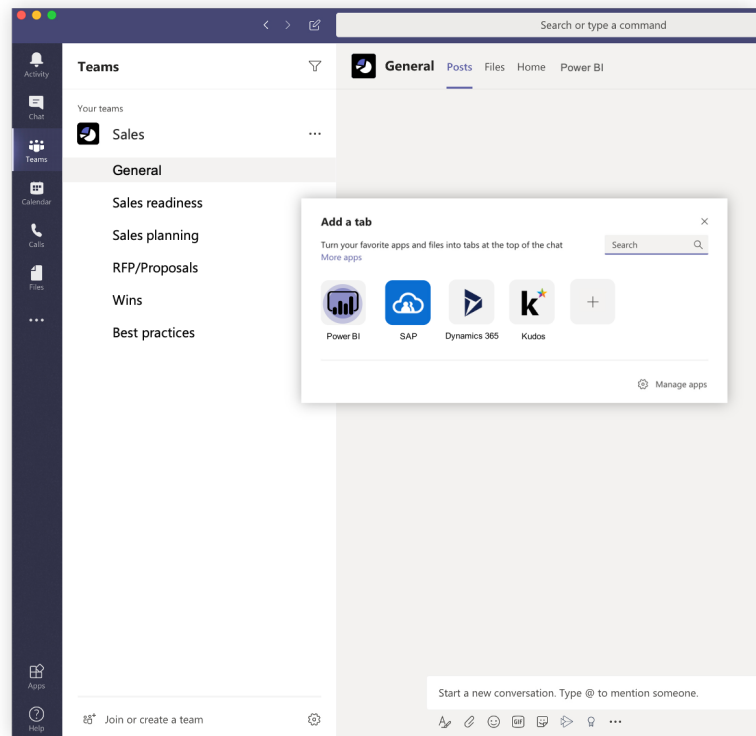 Search or type a command
Activity
Chat
Teams
Calendar
Calls
Files
Apps
Help
Teams
Your teams
Sales
General
Sales readiness
Sales planning
RFP/Proposals
Wins
Best practices
Join or create a team
General Posts Files Home Power BI
Add a tab
Turn your favorite apps and files into tabs at the top of the chat
More apps
Search
Power BI SAP Dynamics 365 Kudos
Manage apps
Start a new conversation. Type @ to mention someone.
GIF